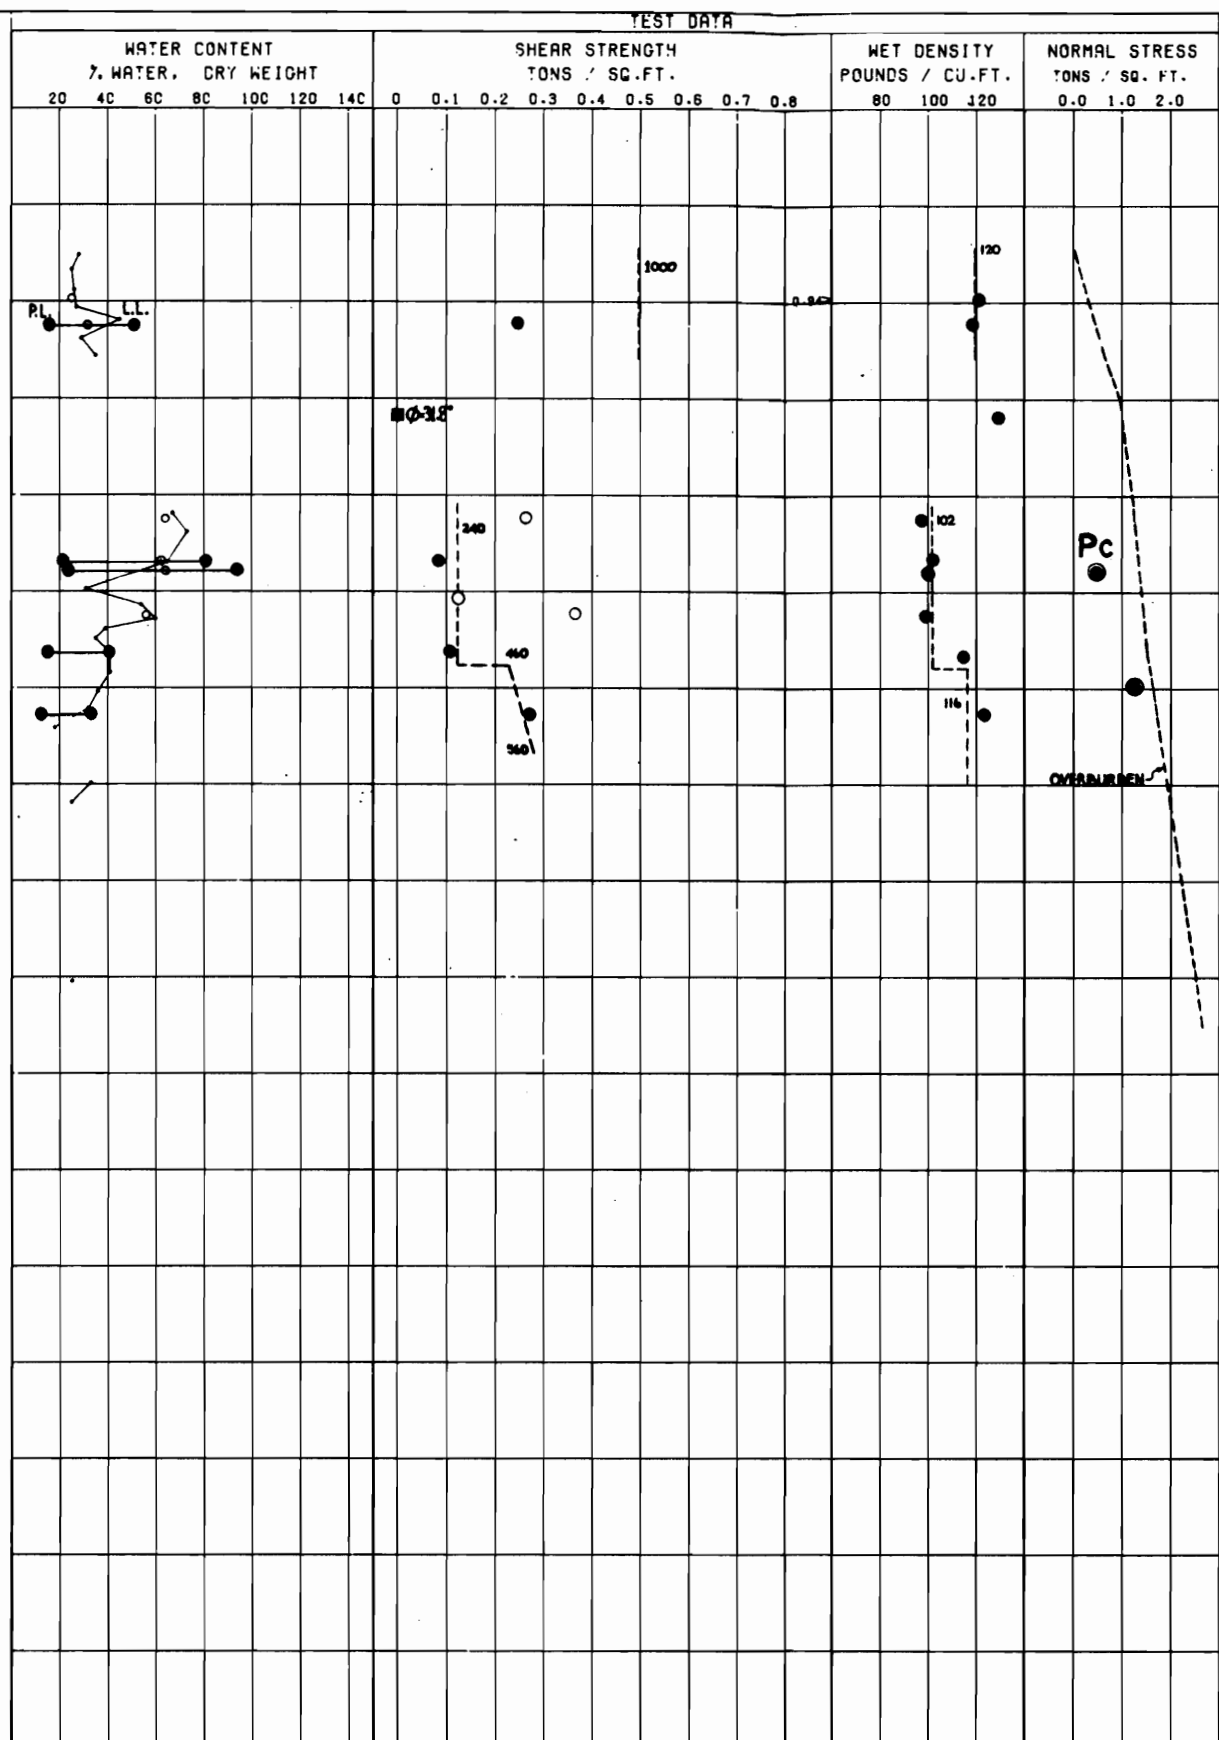 TEST DATA
WATER CONTENT SHEAR STRENGTH WET DENSITY NORMAL STRESS
%. WATER, DRY WEIGHT TONS / SQ.FT. POUNDS / CU.FT. TONS / SQ. FT.
20 40 60 80 100 120 140 0 0.1 0.2 0.3 0.4 0.5 0.6 0.7 0.8 80 100 120 0.0 1.0 2.0
120
1000
0.94
P.L. L.L.
Ø=31.8°
240 102
Pc
460
116
560
OVERBURDEN